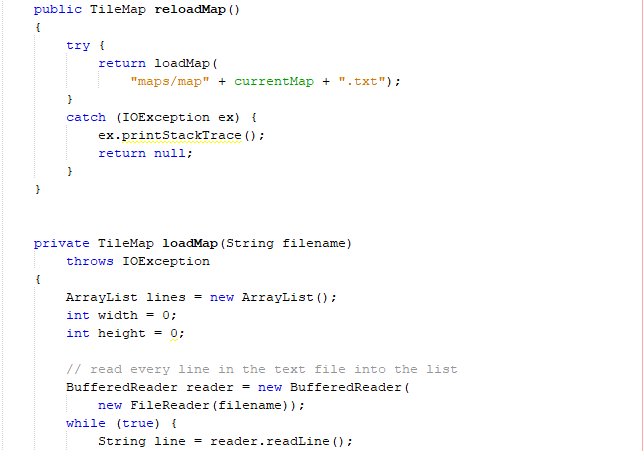 public TileMap reloadMap()
{
try {
return loadMap(
"maps/map" + currentMap + ".txt");
}
catch (IOException ex) {
ex.printStackTrace();
return null;
}
}
private TileMap loadMap(String filename)
throws IOException
{
ArrayList lines = new ArrayList();
int width = 0;
int height = 0;
// read every line in the text file into the list
BufferedReader reader = new BufferedReader(
new FileReader(filename));
while (true) {
String line = reader.readLine();